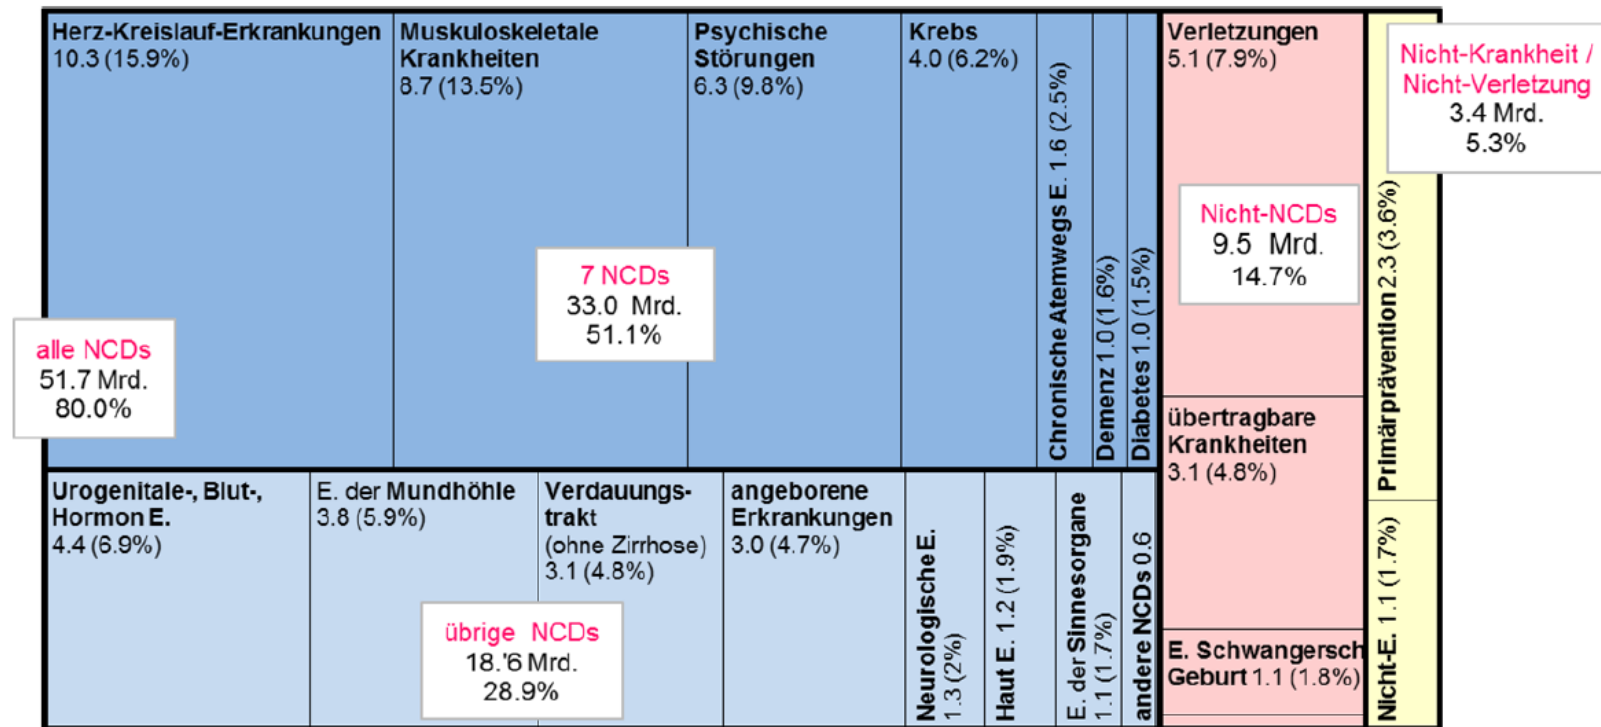 Herz-Kreislauf-Erkrankungen
10.3 (15.9%)
Muskuloskeletale
Krankheiten
8.7 (13.5%)
Psychische
Störungen
6.3 (9.8%)
Krebs
4.0 (6.2%)
Chronische Atemwegs E. 1.6 (2.5%)
Demenz 1.0 (1.6%)
Diabetes 1.0 (1.5%)
Verletzungen
5.1 (7.9%)
Nicht-Krankheit /
Nicht-Verletzung
3.4 Mrd.
5.3%
Nicht-NCDs
9.5 Mrd.
14.7%
Primärprävention 2.3 (3.6%)
7 NCDs
33.0 Mrd.
51.1%
alle NCDs
51.7 Mrd.
80.0%
übertragbare
Krankheiten
3.1 (4.8%)
Urogenitale-, Blut-,
Hormon E.
4.4 (6.9%)
E. der Mundhöhle
3.8 (5.9%)
Verdauungs-
trakt
(ohne Zirrhose)
3.1 (4.8%)
angeborene
Erkrankungen
3.0 (4.7%)
Neurologische E.
1.3 (2%)
Haut E. 1.2 (1.9%)
E. der Sinnesorgane
1.1 (1.7%)
andere NCDs 0.6
übrige NCDs
18.'6 Mrd.
28.9%
E. Schwangersch
Geburt 1.1 (1.8%)
Nicht-E. 1.1 (1.7%)